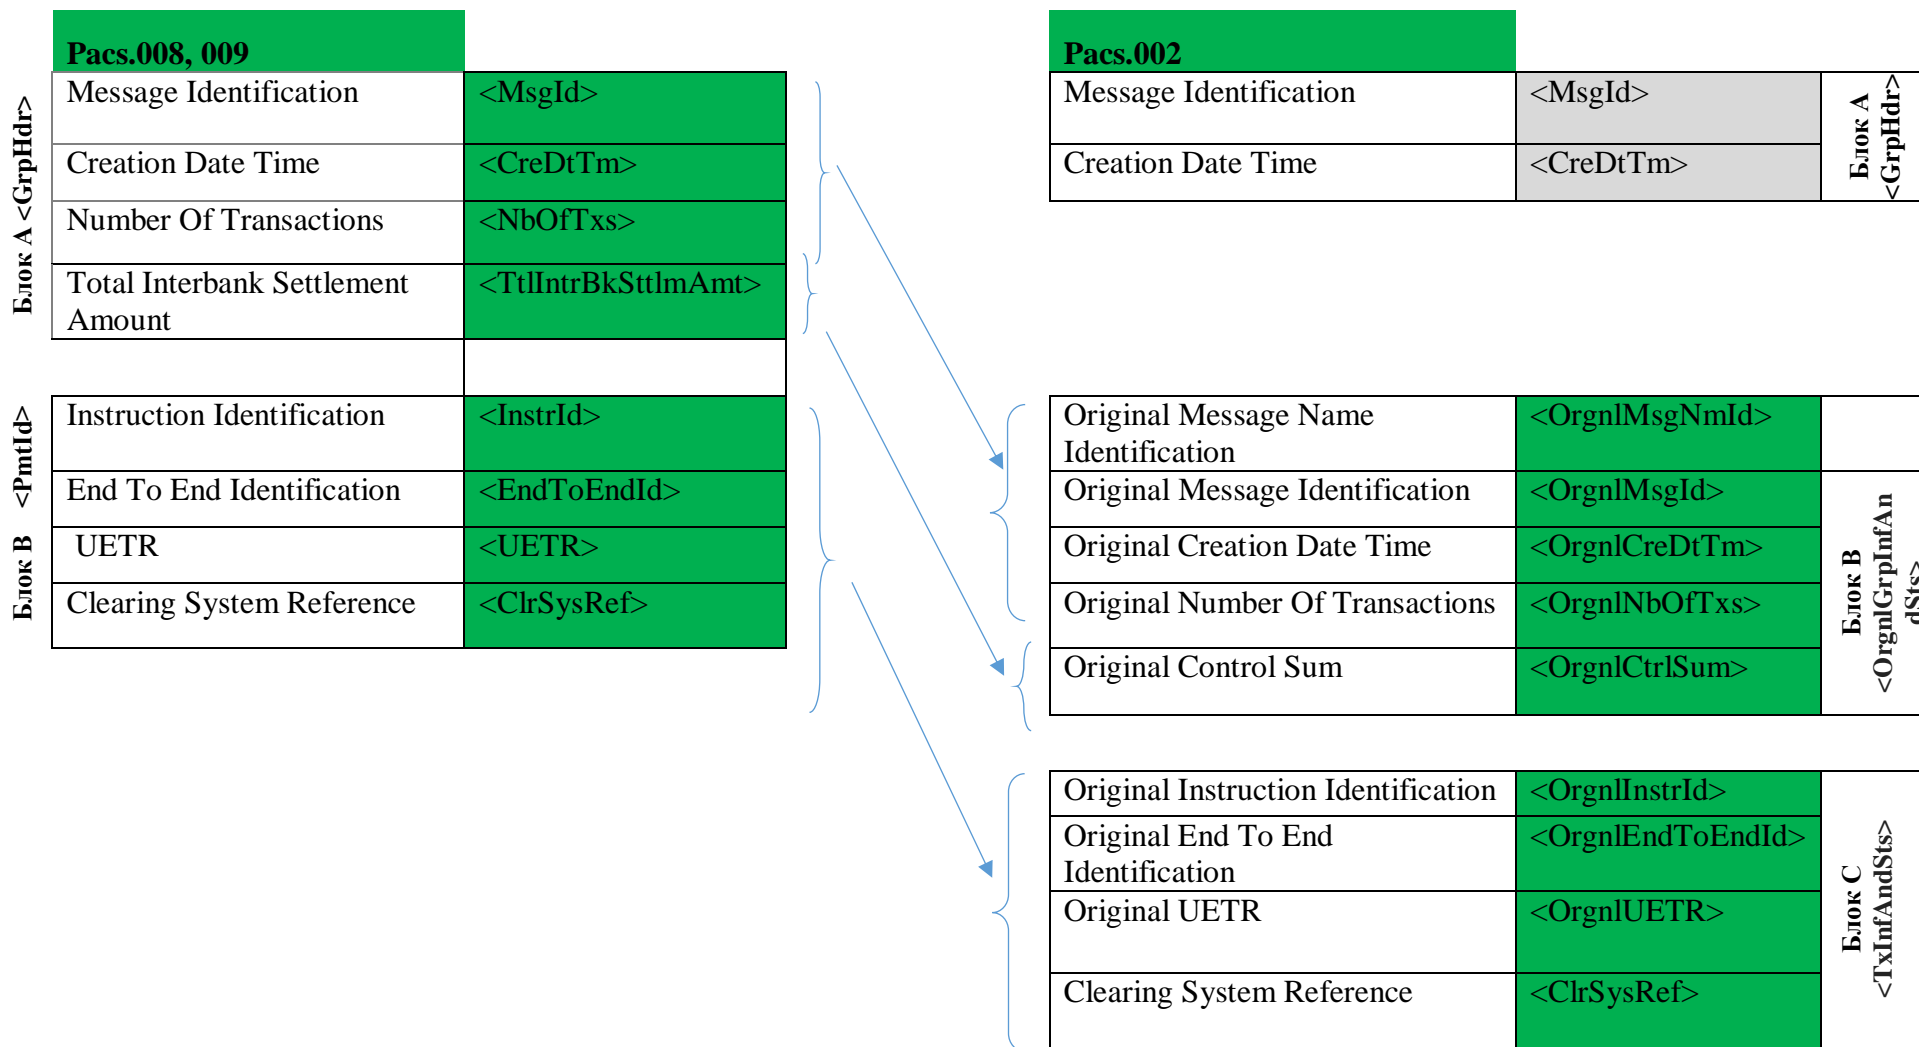 Pacs.008, 009
Блок А <GrpHdr>
Message Identification <MsgId>
Creation Date Time <CreDtTm>
Number Of Transactions <NbOfTxs>
Total Interbank Settlement <TtlIntrBkSttlmAmt>
Amount
Блок В <PmtId>
Instruction Identification <InstrId>
End To End Identification <EndToEndId>
UETR <UETR>
Clearing System Reference <ClrSysRef>
Pacs.002
Message Identification <MsgId>
Creation Date Time <CreDtTm>
Блок А
<GrpHdr>
Original Message Name <OrgnlMsgNmId>
Identification
Original Message Identification <OrgnlMsgId>
Original Creation Date Time <OrgnlCreDtTm>
Original Number Of Transactions <OrgnlNbOfTxs>
Original Control Sum <OrgnlCtrlSum>
Блок В
<OrgnlGrpInfAn
dSts>
Original Instruction Identification <OrgnlInstrId>
Original End To End <OrgnlEndToEndId>
Identification
Original UETR <OrgnlUETR>
Clearing System Reference <ClrSysRef>
Блок С
<TxInfAndSts>